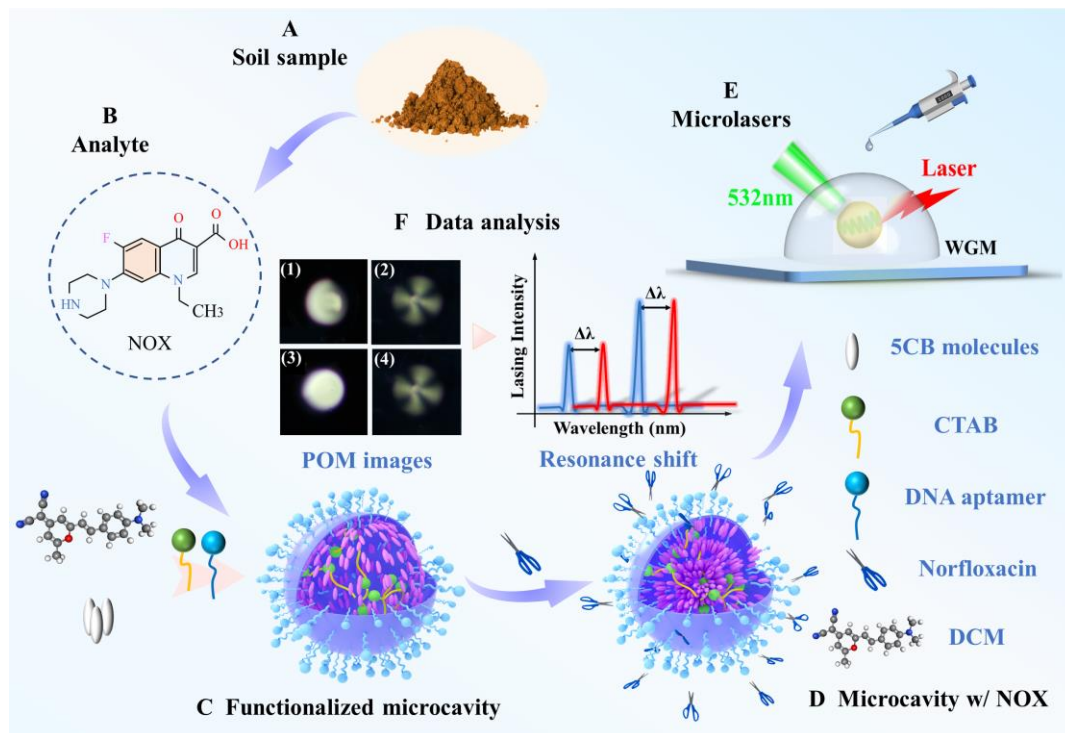 A
Soil sample
B
Analyte
F
O
O
OH
N
N
HN
CH3
NOX
E
Microlasers
532nm
Laser
WGM
F Data analysis
(1)
(2)
(3)
(4)
POM images
Lasing Intensity
Δλ
Δλ
Wavelength (nm)
Resonance shift
5CB molecules
CTAB
DNA aptamer
Norfloxacin
DCM
C Functionalized microcavity
D Microcavity w/ NOX